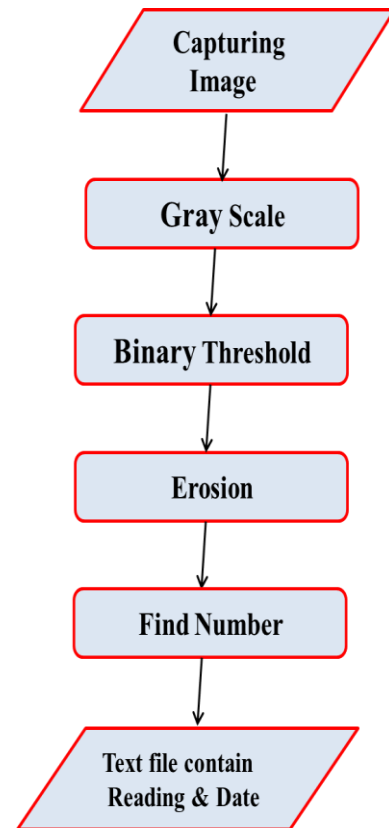 Capturing
Image
Gray Scale
Binary Threshold
Erosion
Find Number
Text file contain
Reading & Date